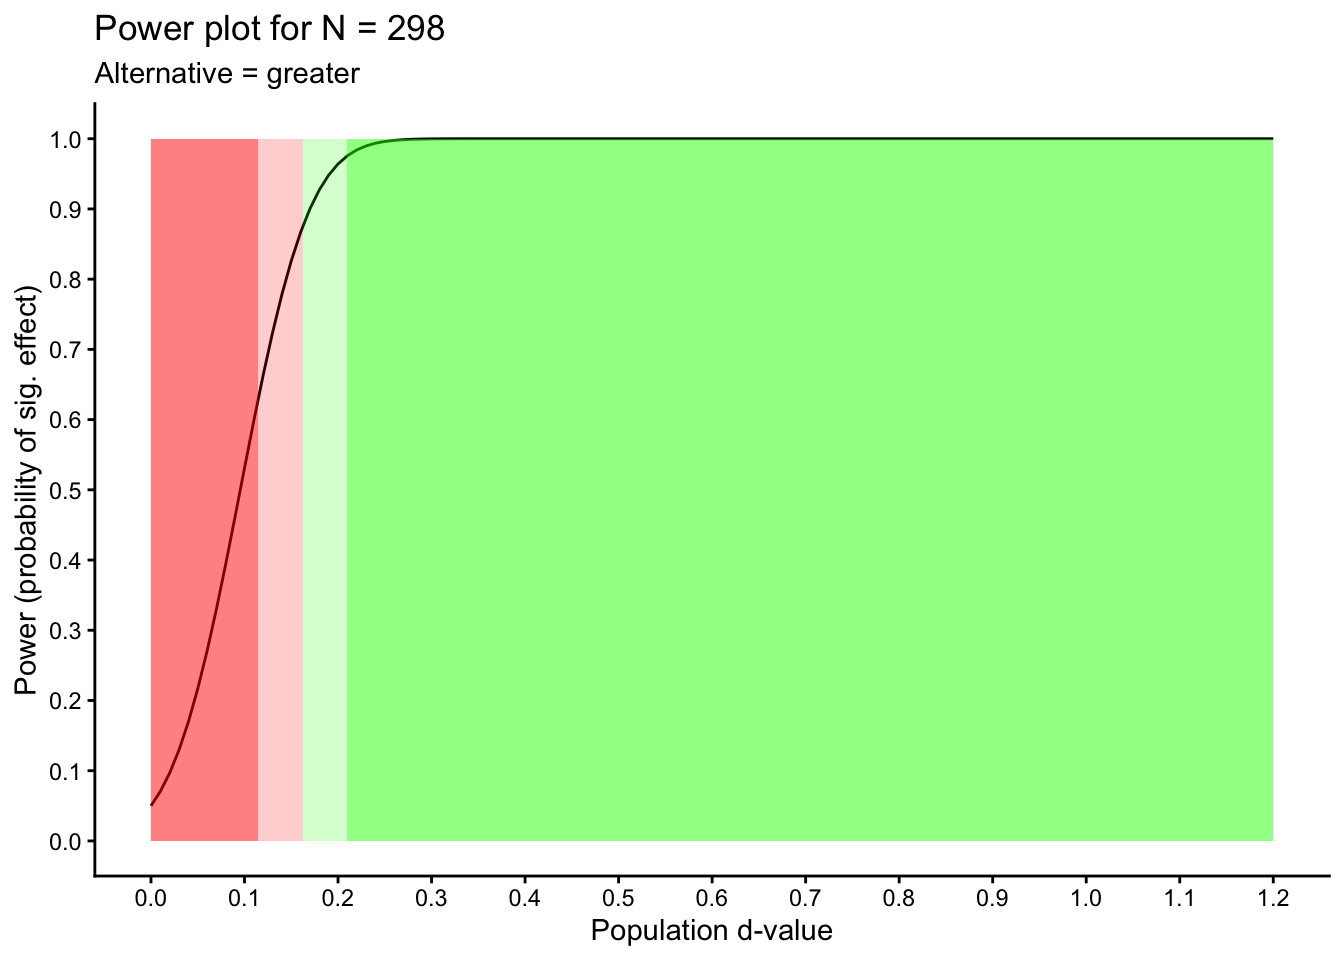 Power plot for N = 298
Alternative = greater
Power (probability of sig. effect)
1.0
0.9
0.8
0.7
0.6
0.5
0.4
0.3
0.2
0.1
0.0
0.0 0.1 0.2 0.3 0.4 0.5 0.6 0.7 0.8 0.9 1.0 1.1 1.2
Population d-value